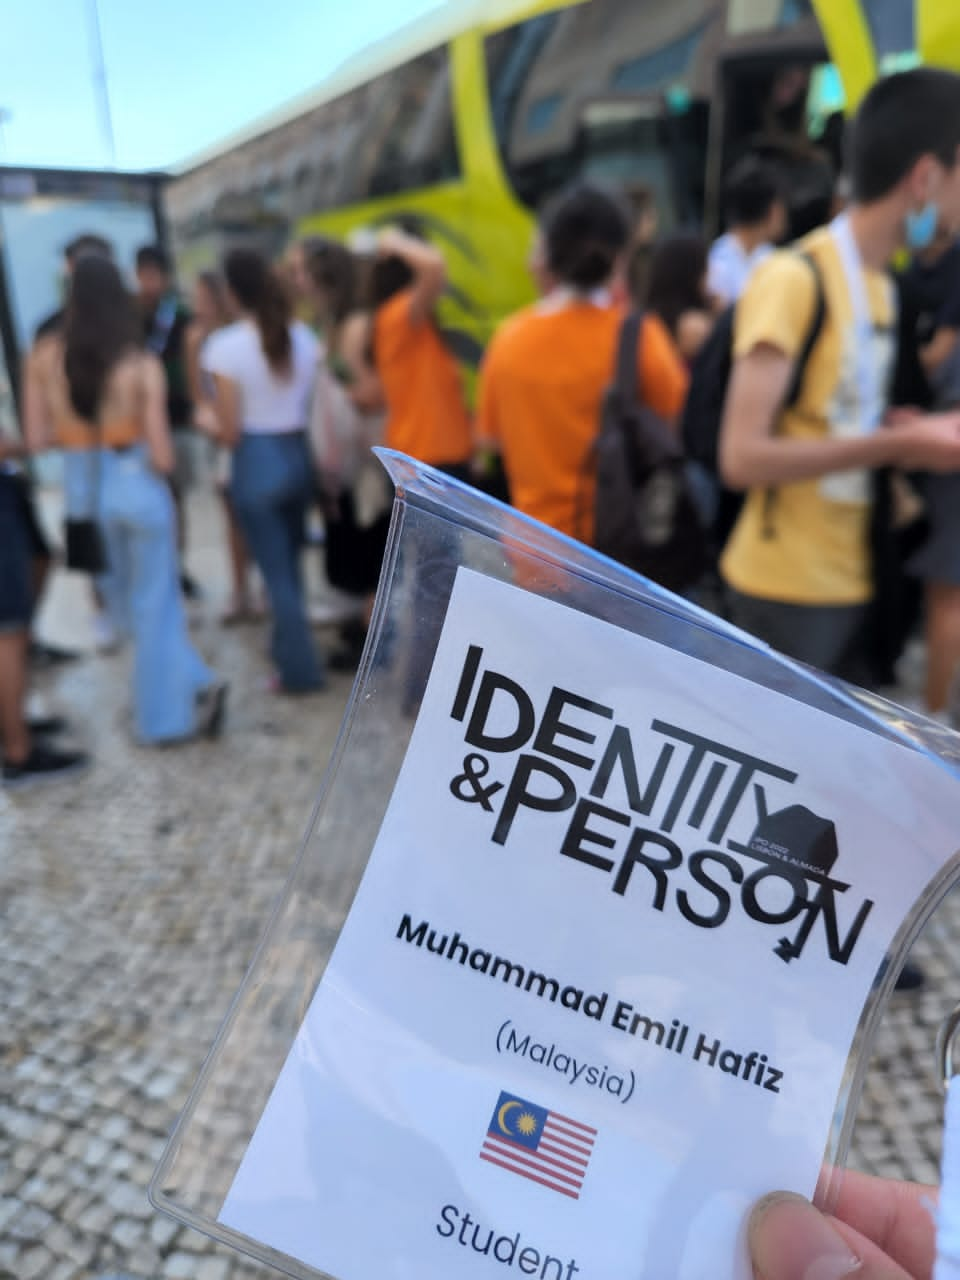 IDENTITY
&PERSON
IPO 2022
LISBON & ALMADA
Muhammad Emil Hafiz
(Malaysia)
Student